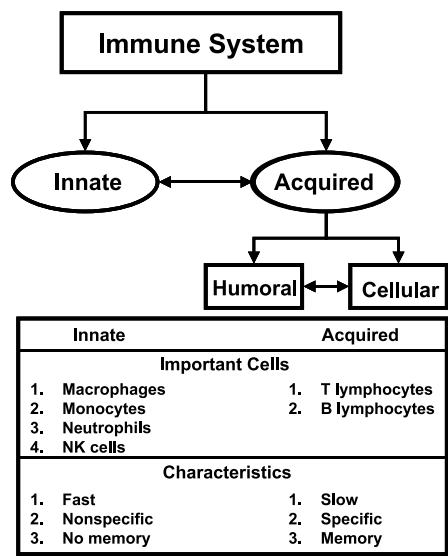 Immune System
Innate Acquired
Humoral Cellular
Innate Acquired
Important Cells
1. Macrophages 1. T lymphocytes
2. Monocytes 2. B lymphocytes
3. Neutrophils
4. NK cells
Characteristics
1. Fast 1. Slow
2. Nonspecific 2. Specific
3. No memory 3. Memory